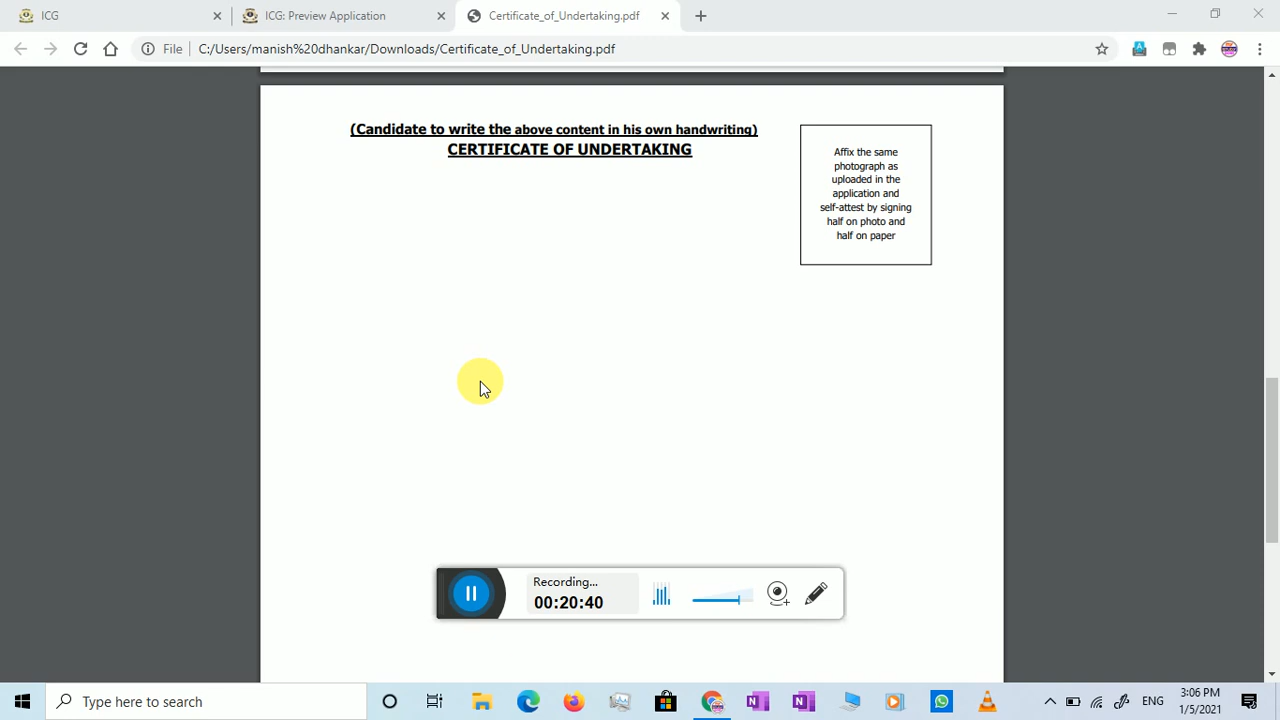 ICG
ICG: Preview Application
Certificate_of_Undertaking.pdf
File
C:/Users/manish%20dhankar/Downloads/Certificate_of_Undertaking.pdf
(Candidate to write the above content in his own handwriting)
CERTIFICATE OF UNDERTAKING
Affix the same
photograph as
uploaded in the
application and
self-attest by signing
half on photo and
half on paper
Recording...
00:20:40
Type here to search
ENG
3:06 PM
1/5/2021